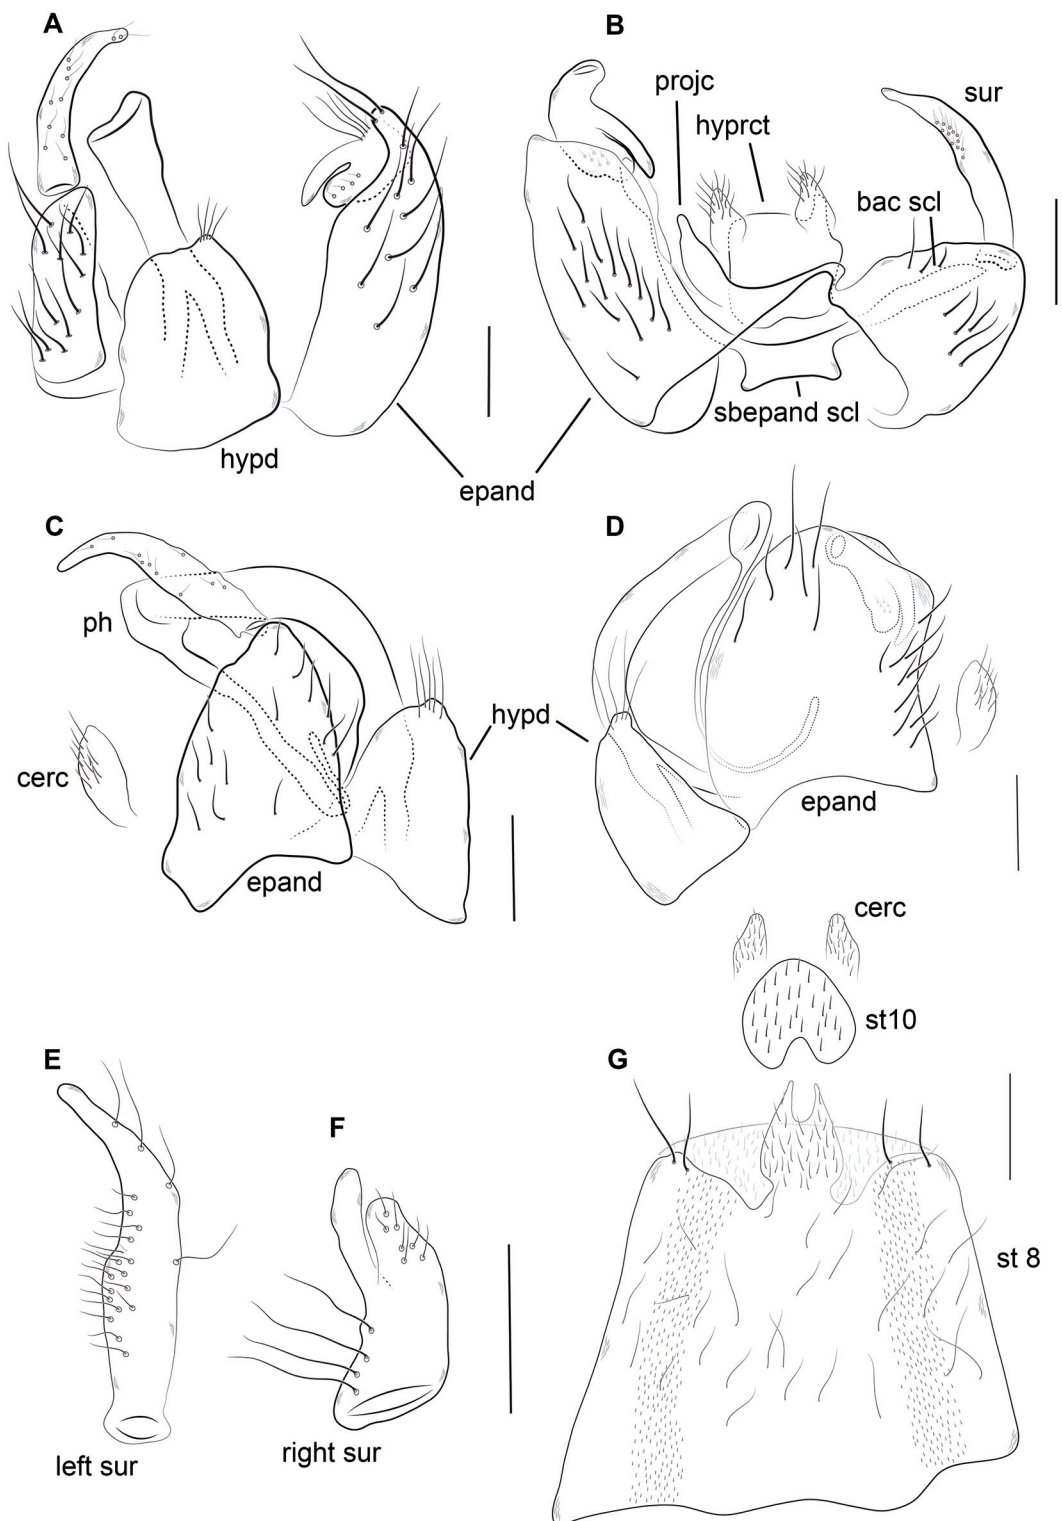 A
B
projc
hyprct
sur
bac scl
sbepand scl
hypd
epand
C
D
ph
hypd
cerc
epand
epand
cerc
st10
E
G
F
st 8
right sur
left sur